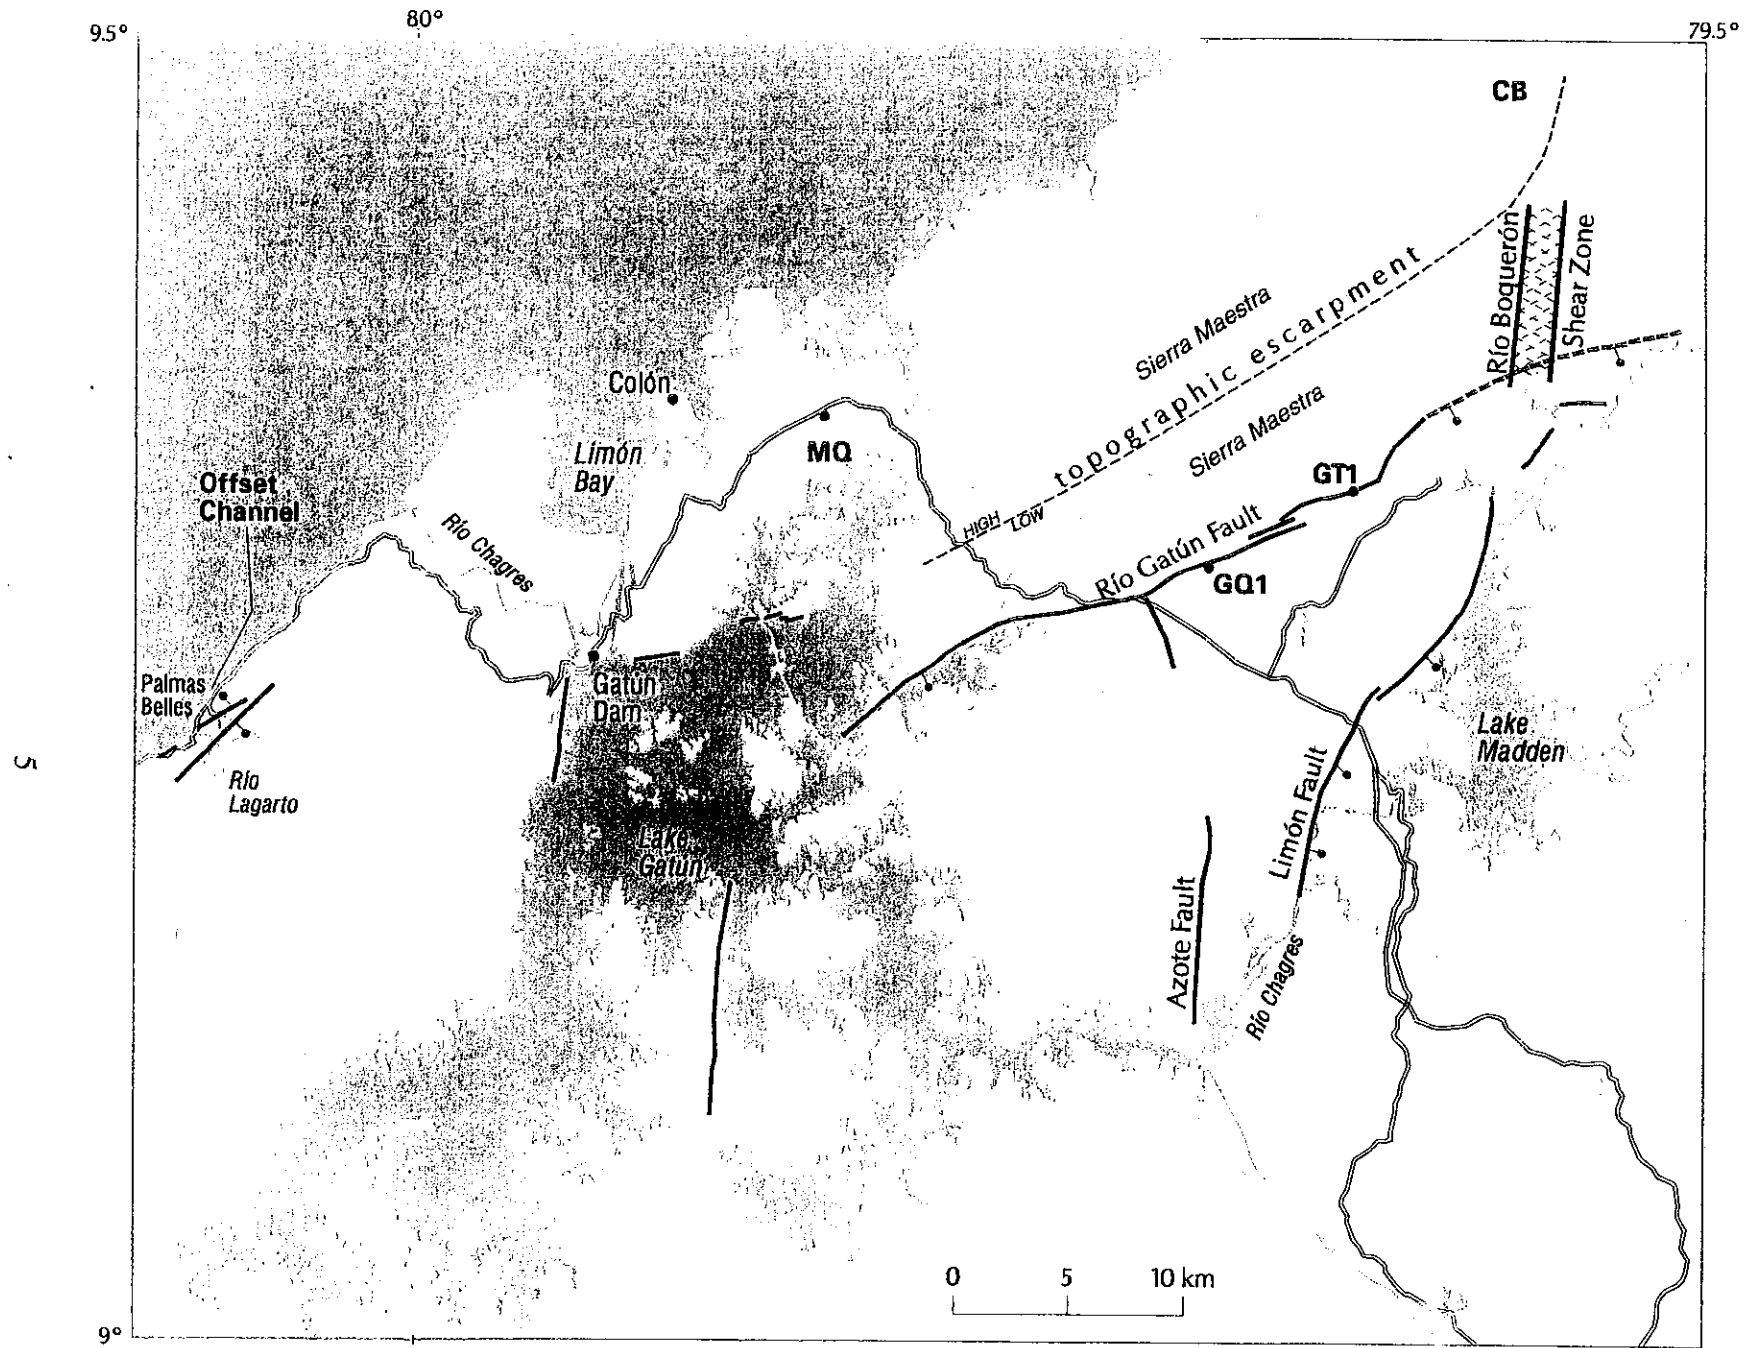 80°
9.5°
79.5°
CB
Río Boquerón
Shear Zone
Sierra Maestra
topographic escarpment
Sierra Maestra
HIGH
LOW
Colón
Limón
Bay
MQ
GT1
Offset
Channel
Río Chagres
Río Gatún Fault
GQ1
Palmas
Belles
Gatún
Dam
Río
Lagarto
Lake
Madden
Limón Fault
Lake
Gatún
Azote Fault
Río Chagres
5
0 5 10 km
9°